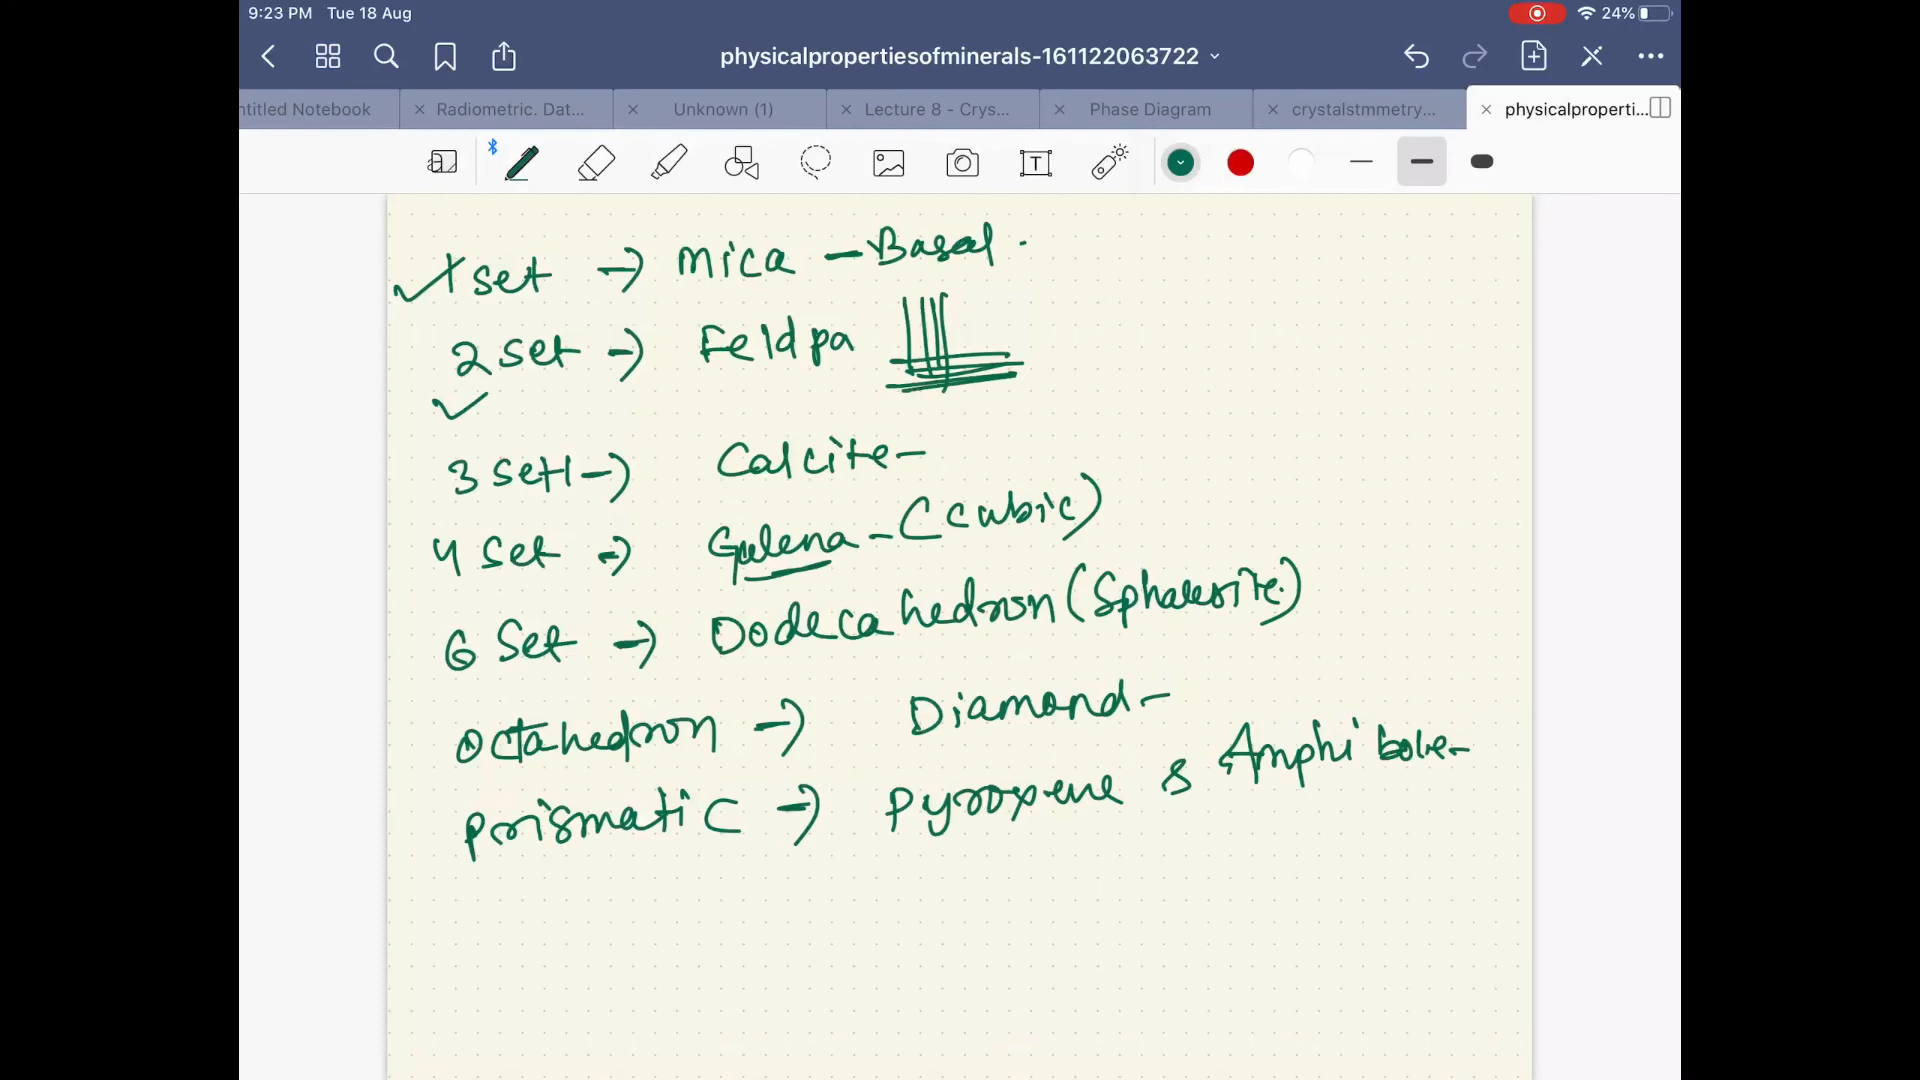 9:23 PM Tue 18 Aug 24%
physicalpropertiesofminerals-161122063722
ntitled Notebook Radiometric. Dat... Unknown (1) Lecture 8 - Crys... Phase Diagram crystalstmmetry... physicalproperti...
1 set → Mica - Basal.
2 set → Feldpa
3 set → Calcite -
4 set → Galena - (cubic)
6 Set → Dodecahedron (Sphalerite)
Octahedron → Diamond -
prismatic → pyroxene & Amphibole -